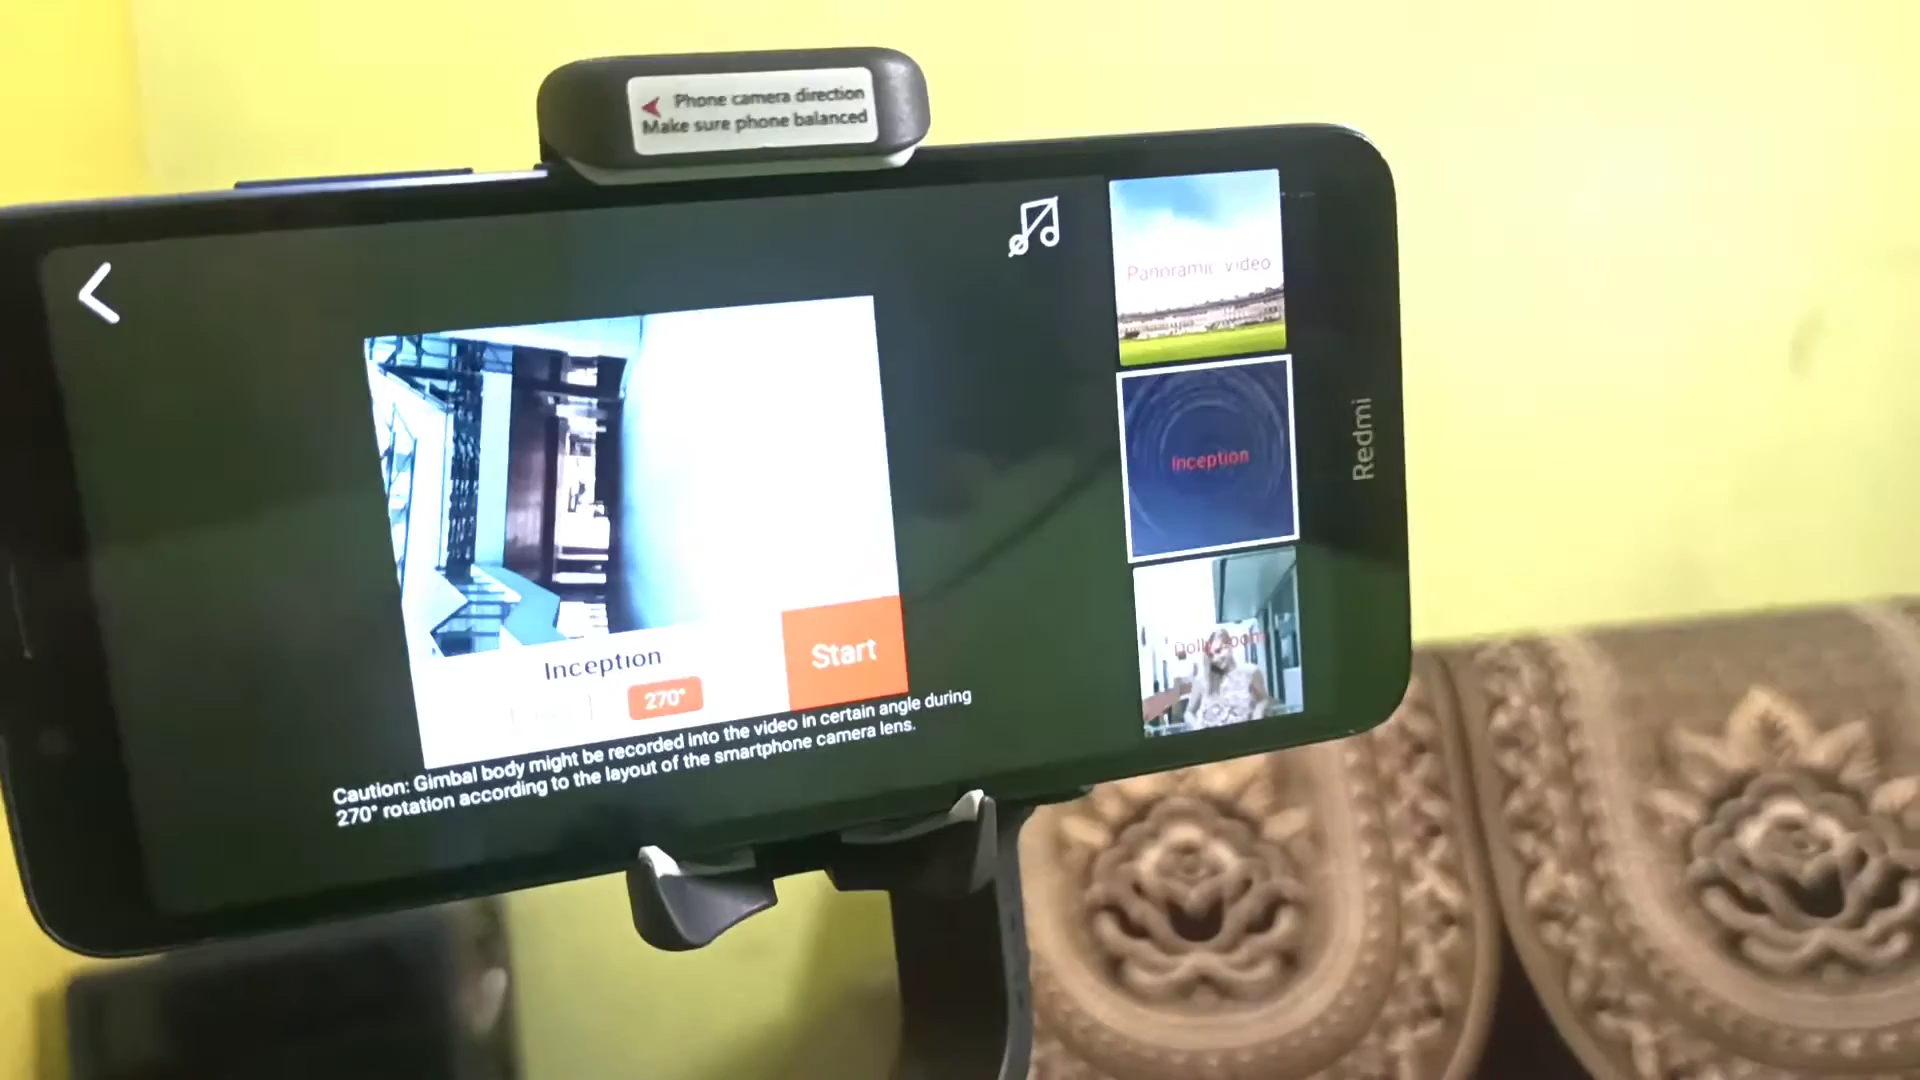 Phone camera direction
Make sure phone balanced
Panoramic video
Inception
Dolly zoom
Redmi
Inception
270°
Start
Caution: Gimbal body might be recorded into the video in certain angle during
270° rotation according to the layout of the smartphone camera lens.